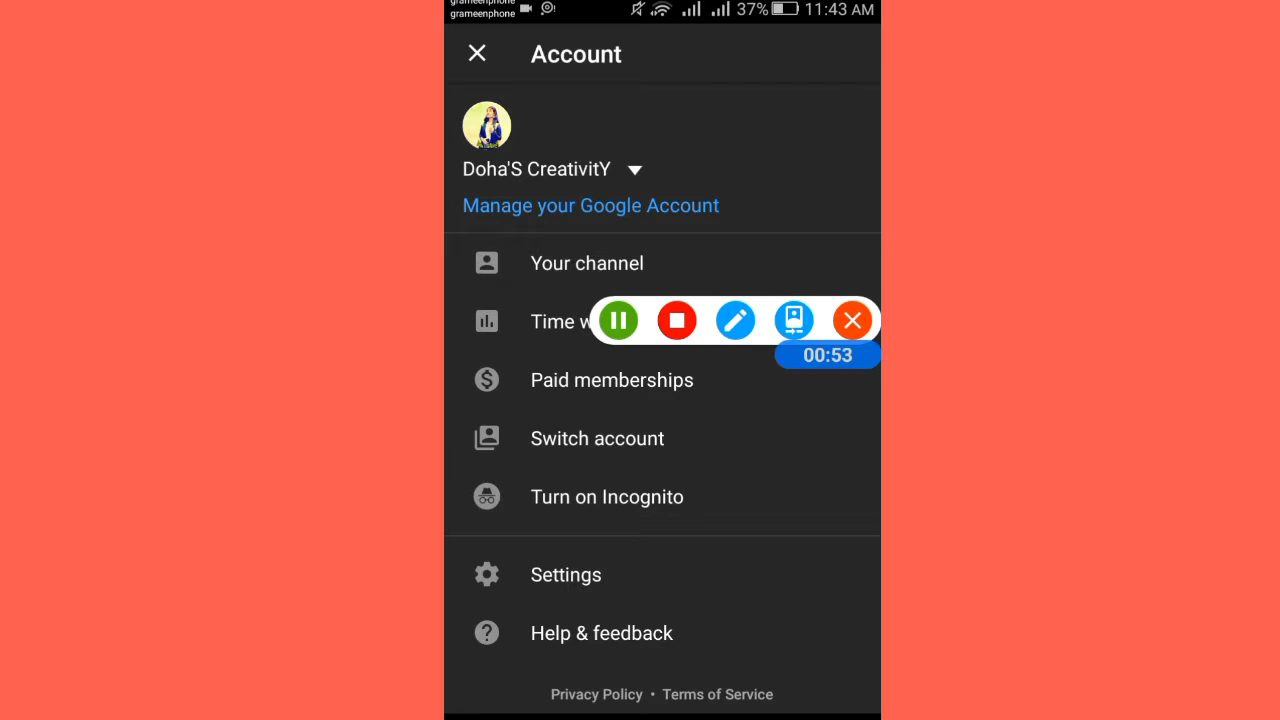 grameenphone
grameenphone
37% 11:43 AM
Account
Doha'S CreativitY
Manage your Google Account
Your channel
Time w
00:53
Paid memberships
Switch account
Turn on Incognito
Settings
Help & feedback
Privacy Policy • Terms of Service